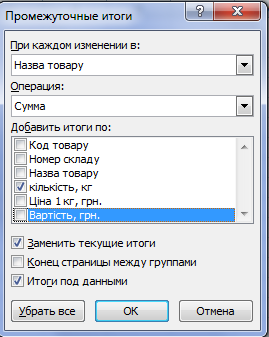 Промежуточные итоги
При каждом изменении в:
Назва товару
Операция:
Сумма
Добавить итоги по:
Код товару
Номер складу
Назва товару
кількість, кг
Ціна 1 кг, грн.
Вартість, грн.
Заменить текущие итоги
Конец страницы между группами
Итоги под данными
Убрать все
ОК
Отмена